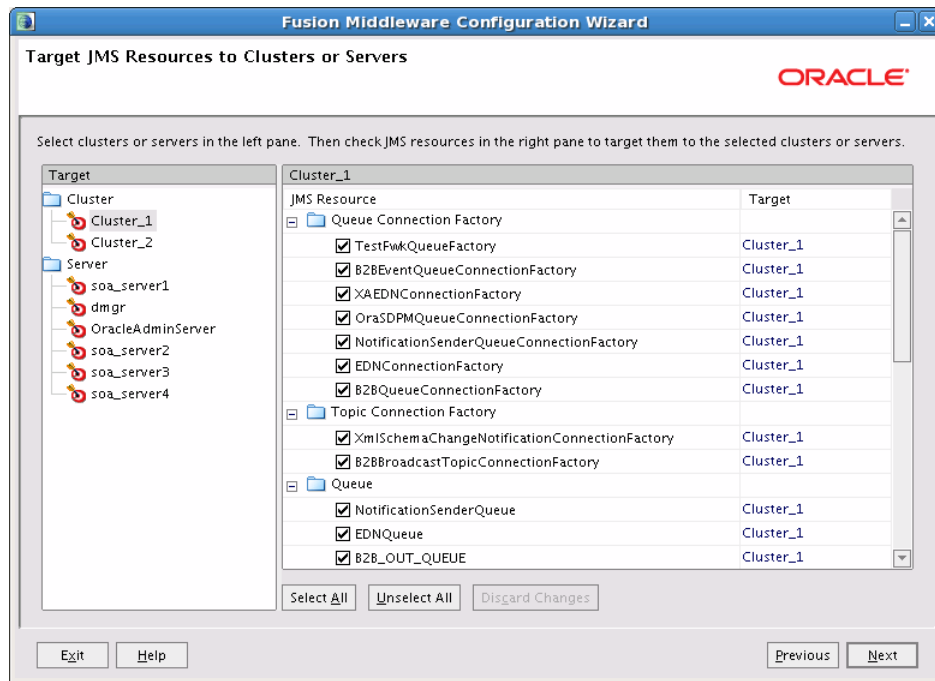 Fusion Middleware Configuration Wizard
Target JMS Resources to Clusters or Servers
ORACLE
Select clusters or servers in the left pane. Then check JMS resources in the right pane to target them to the selected clusters or servers.
Target
Cluster
Cluster_1
Cluster_2
Server
soa_server1
dmgr
OracleAdminServer
soa_server2
soa_server3
soa_server4
Cluster_1
JMS Resource Target
Queue Connection Factory
TestFwkQueueFactory Cluster_1
B2BEventQueueConnectionFactory Cluster_1
XAEDNConnectionFactory Cluster_1
OraSDPMQueueConnectionFactory Cluster_1
NotificationSenderQueueConnectionFactory Cluster_1
EDNConnectionFactory Cluster_1
B2BQueueConnectionFactory Cluster_1
Topic Connection Factory
XmlSchemaChangeNotificationConnectionFactory Cluster_1
B2BBroadcastTopicConnectionFactory Cluster_1
Queue
NotificationSenderQueue Cluster_1
EDNQueue Cluster_1
B2B_OUT_QUEUE Cluster_1
Select All Unselect All Discard Changes
Exit Help Previous Next